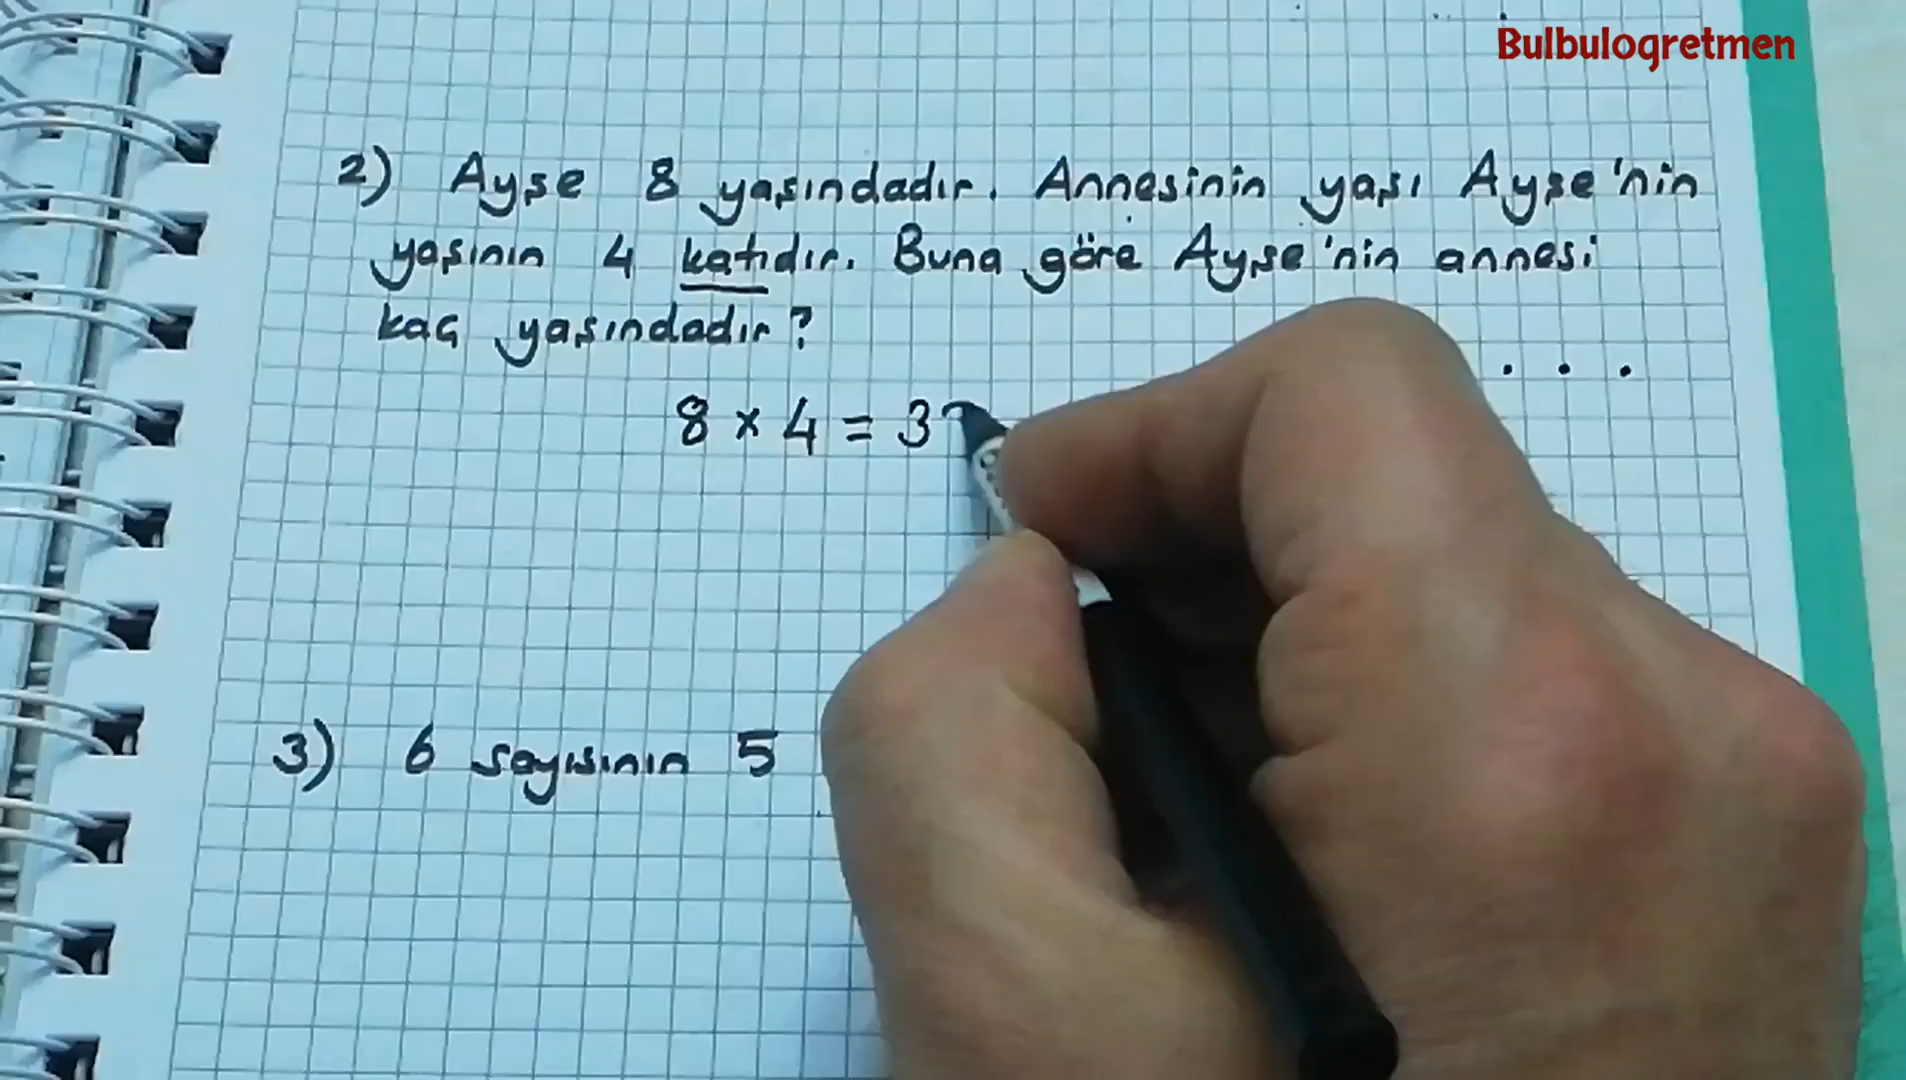 Bulbulogretmen
2) Ayşe 8 yaşındadır. Annesinin yaşı Ayşe'nin
yaşının 4 katıdır. Buna göre Ayşe'nin annesi
kaç yaşındadır?
8 × 4 = 3
3) 6 sayısının 5